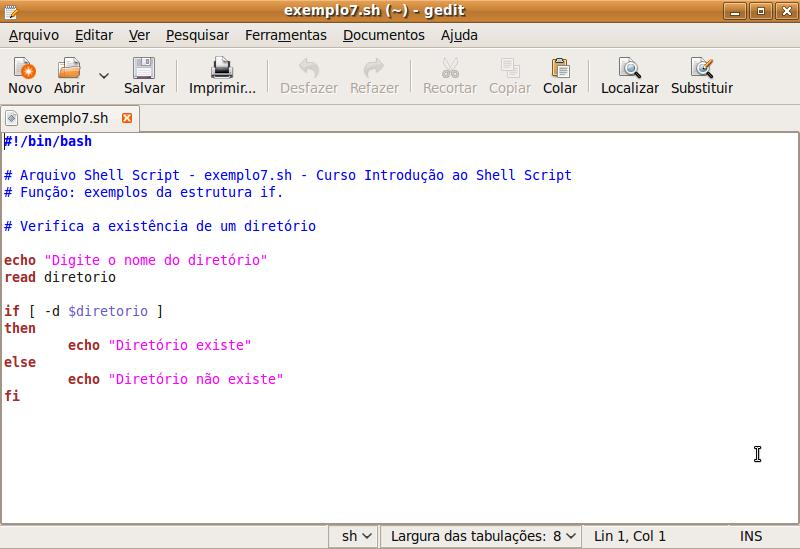 exemplo7.sh (~) - gedit
Arquivo Editar Ver Pesquisar Ferramentas Documentos Ajuda
Novo Abrir Salvar Imprimir... Desfazer Refazer Recortar Copiar Colar Localizar Substituir
exemplo7.sh
#!/bin/bash
# Arquivo Shell Script - exemplo7.sh - Curso Introdução ao Shell Script
# Função: exemplos da estrutura if.
# Verifica a existência de um diretório
echo "Digite o nome do diretório"
read diretorio
if [ -d $diretorio ]
then
echo "Diretório existe"
else
echo "Diretório não existe"
fi
sh Largura das tabulações: 8 Lin 1, Col 1 INS